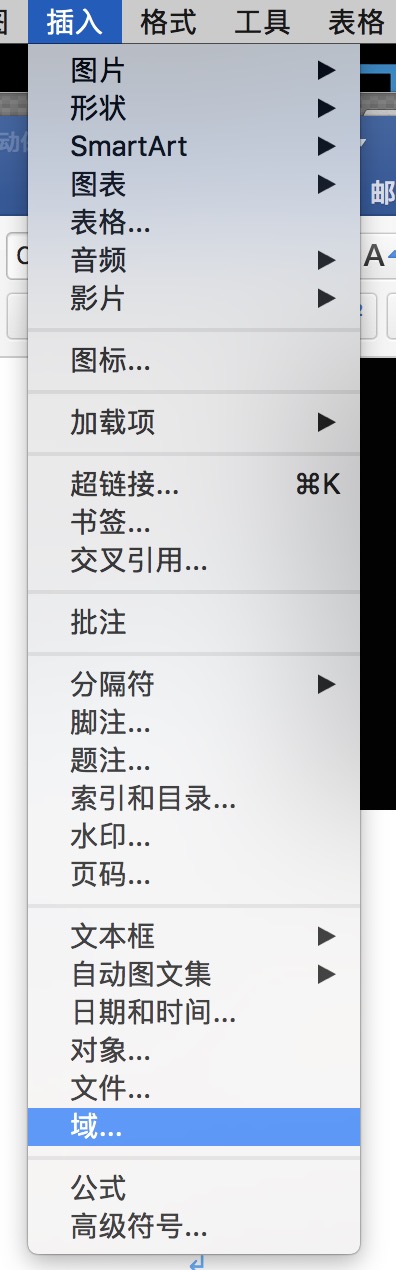 图 插入 格式 工具 表格
图片
形状
SmartArt
图表
表格...
音频
影片
图标...
加载项
超链接... ⌘K
书签...
交叉引用...
批注
分隔符
脚注...
题注...
索引和目录...
水印...
页码...
文本框
自动图文集
日期和时间...
对象...
文件...
域...
公式
高级符号...
动
邮
A